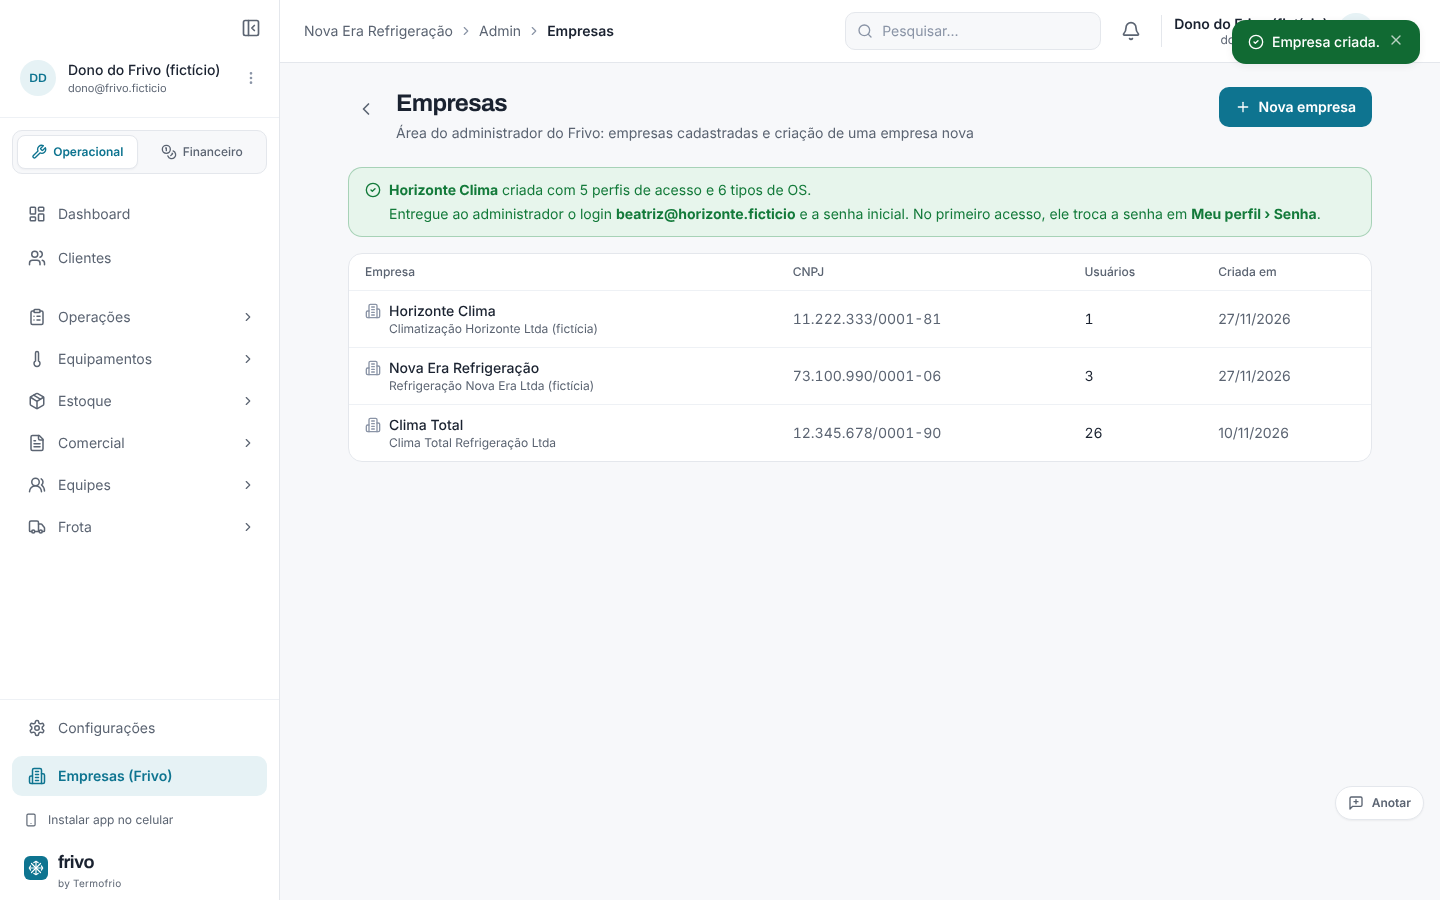 Nova Era Refrigeração > Admin > Empresas
Pesquisar...
Dono do
Empresa criada.
DD
Dono do Frivo (fictício)
dono@frivo.ficticio
Operacional
Financeiro
Dashboard
Clientes
Operações
Equipamentos
Estoque
Comercial
Equipes
Frota
Configurações
Empresas (Frivo)
Instalar app no celular
frivo
by Termofrio
Empresas
Área do administrador do Frivo: empresas cadastradas e criação de uma empresa nova
Nova empresa
Horizonte Clima criada com 5 perfis de acesso e 6 tipos de OS.
Entregue ao administrador o login beatriz@horizonte.ficticio e a senha inicial. No primeiro acesso, ele troca a senha em Meu perfil › Senha.
Empresa CNPJ Usuários Criada em
Horizonte Clima
Climatização Horizonte Ltda (fictícia)
11.222.333/0001-81 1 27/11/2026
Nova Era Refrigeração
Refrigeração Nova Era Ltda (fictícia)
73.100.990/0001-06 3 27/11/2026
Clima Total
Clima Total Refrigeração Ltda
12.345.678/0001-90 26 10/11/2026
Anotar